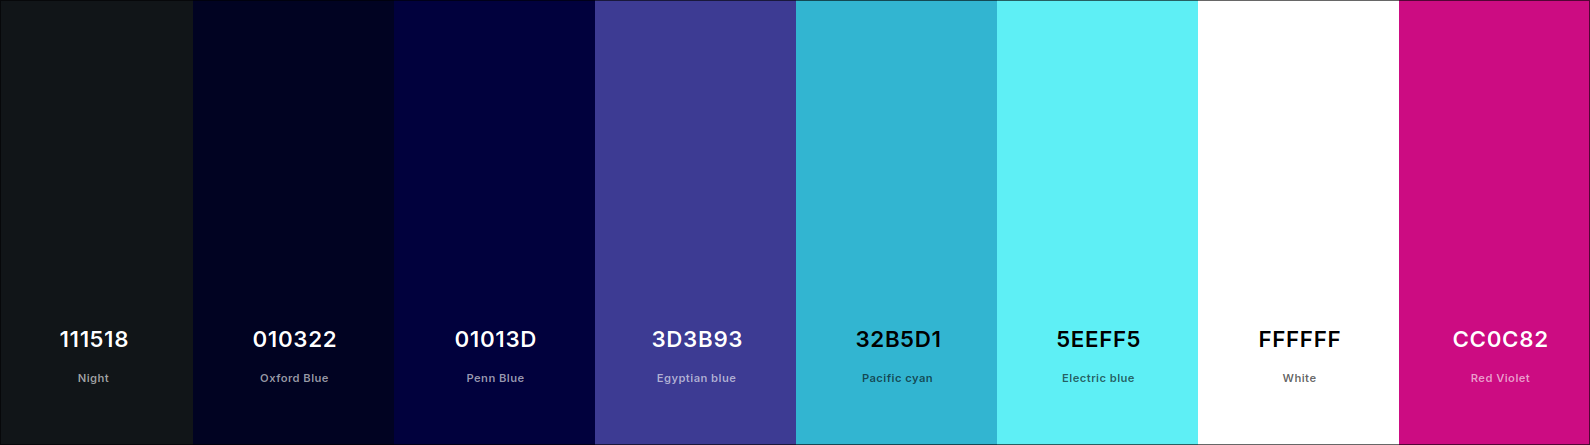 111518
Night
010322
Oxford Blue
01013D
Penn Blue
3D3B93
Egyptian blue
32B5D1
Pacific cyan
5EEFF5
Electric blue
FFFFFF
White
CC0C82
Red Violet